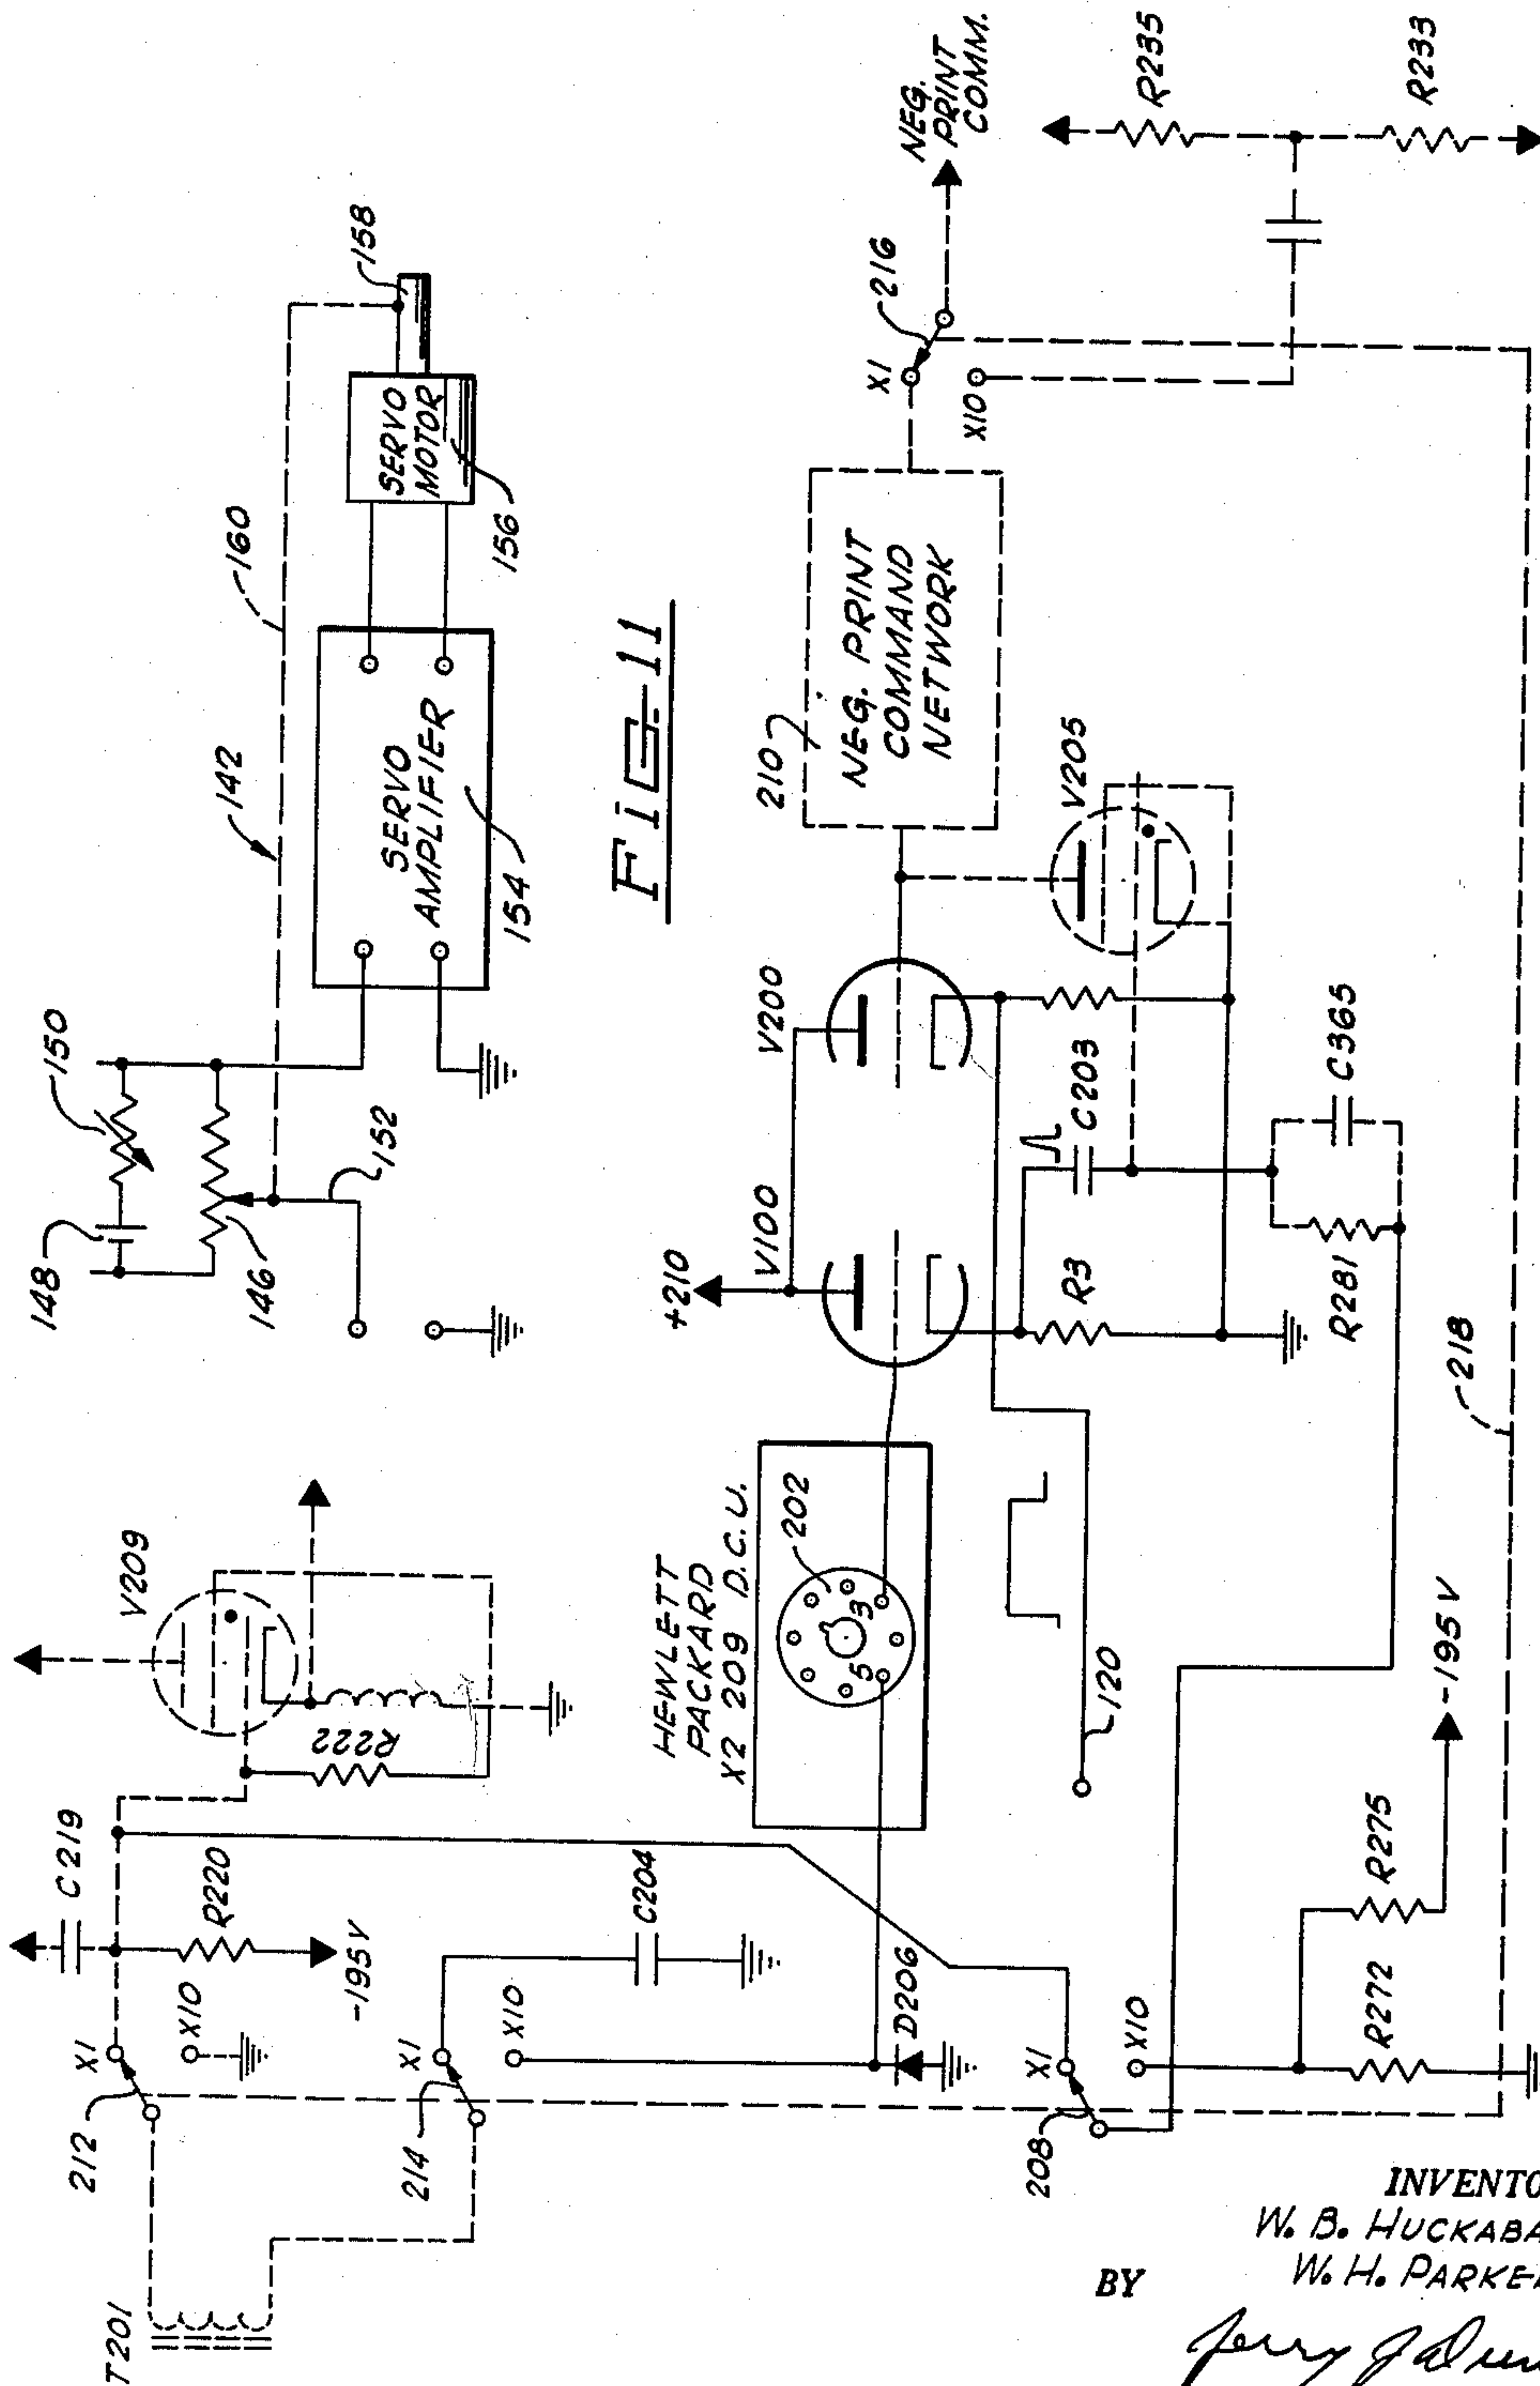 148
150
142
160
158
152
146
SERVO
AMPLIFIER
154
SERVO
MOTOR
156
FIG-11
T201
212
X1
X10
C219
R220
-195V
V209
R222
214
X1
X10
C204
D206
HEWLETT
PACKARD
X2 209 D.C.U.
202
5
3
+210
V100
V200
210
NEG. PRINT
COMMAND
NETWORK
X1
X10
216
NEG.
PRINT
COMM.
R235
R233
V205
R3
C203
R281
C365
120
208
X1
X10
R272
R275
-195V
218
INVENTO
W. B. HUCKABA
W. H. PARKE
BY